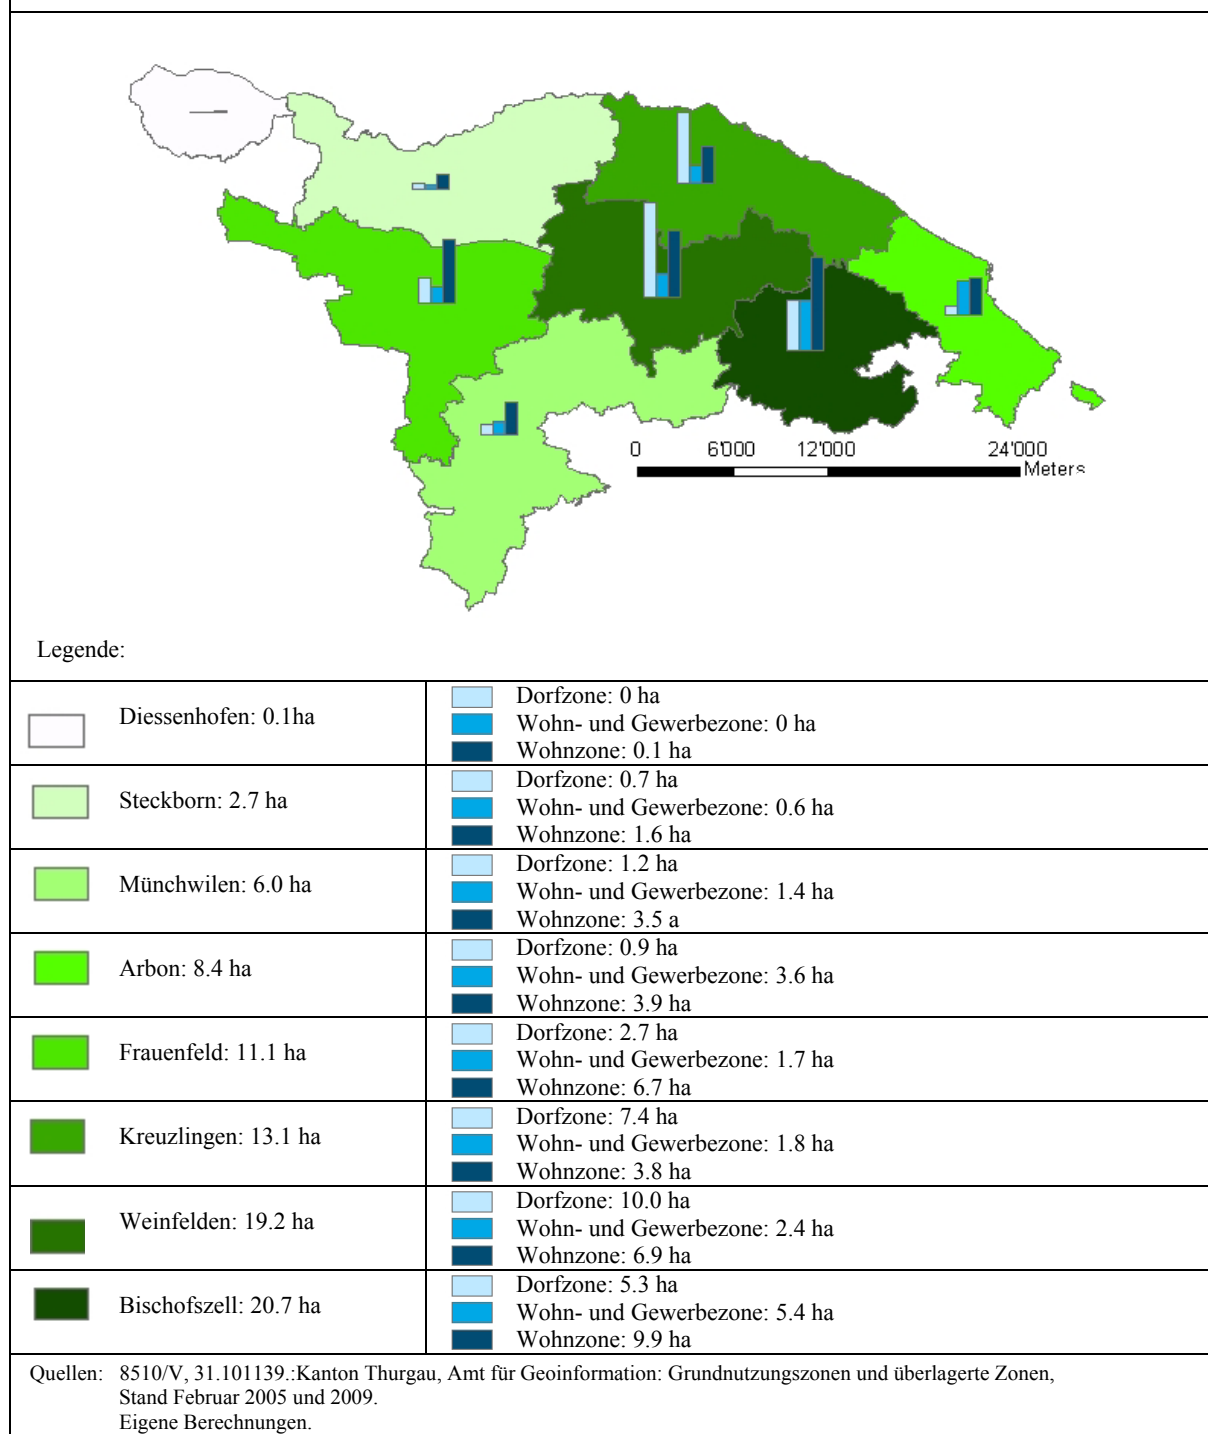 0 6'000 12'000 24'000
Meters
Legende:
Diessenhofen: 0.1ha
Dorfzone: 0 ha
Wohn- und Gewerbezone: 0 ha
Wohnzone: 0.1 ha
Steckborn: 2.7 ha
Dorfzone: 0.7 ha
Wohn- und Gewerbezone: 0.6 ha
Wohnzone: 1.6 ha
Münchwilen: 6.0 ha
Dorfzone: 1.2 ha
Wohn- und Gewerbezone: 1.4 ha
Wohnzone: 3.5 a
Arbon: 8.4 ha
Dorfzone: 0.9 ha
Wohn- und Gewerbezone: 3.6 ha
Wohnzone: 3.9 ha
Frauenfeld: 11.1 ha
Dorfzone: 2.7 ha
Wohn- und Gewerbezone: 1.7 ha
Wohnzone: 6.7 ha
Kreuzlingen: 13.1 ha
Dorfzone: 7.4 ha
Wohn- und Gewerbezone: 1.8 ha
Wohnzone: 3.8 ha
Weinfelden: 19.2 ha
Dorfzone: 10.0 ha
Wohn- und Gewerbezone: 2.4 ha
Wohnzone: 6.9 ha
Bischofszell: 20.7 ha
Dorfzone: 5.3 ha
Wohn- und Gewerbezone: 5.4 ha
Wohnzone: 9.9 ha
Quellen: 8510/V, 31.101139.:Kanton Thurgau, Amt für Geoinformation: Grundnutzungszonen und überlagerte Zonen,
Stand Februar 2005 und 2009.
Eigene Berechnungen.